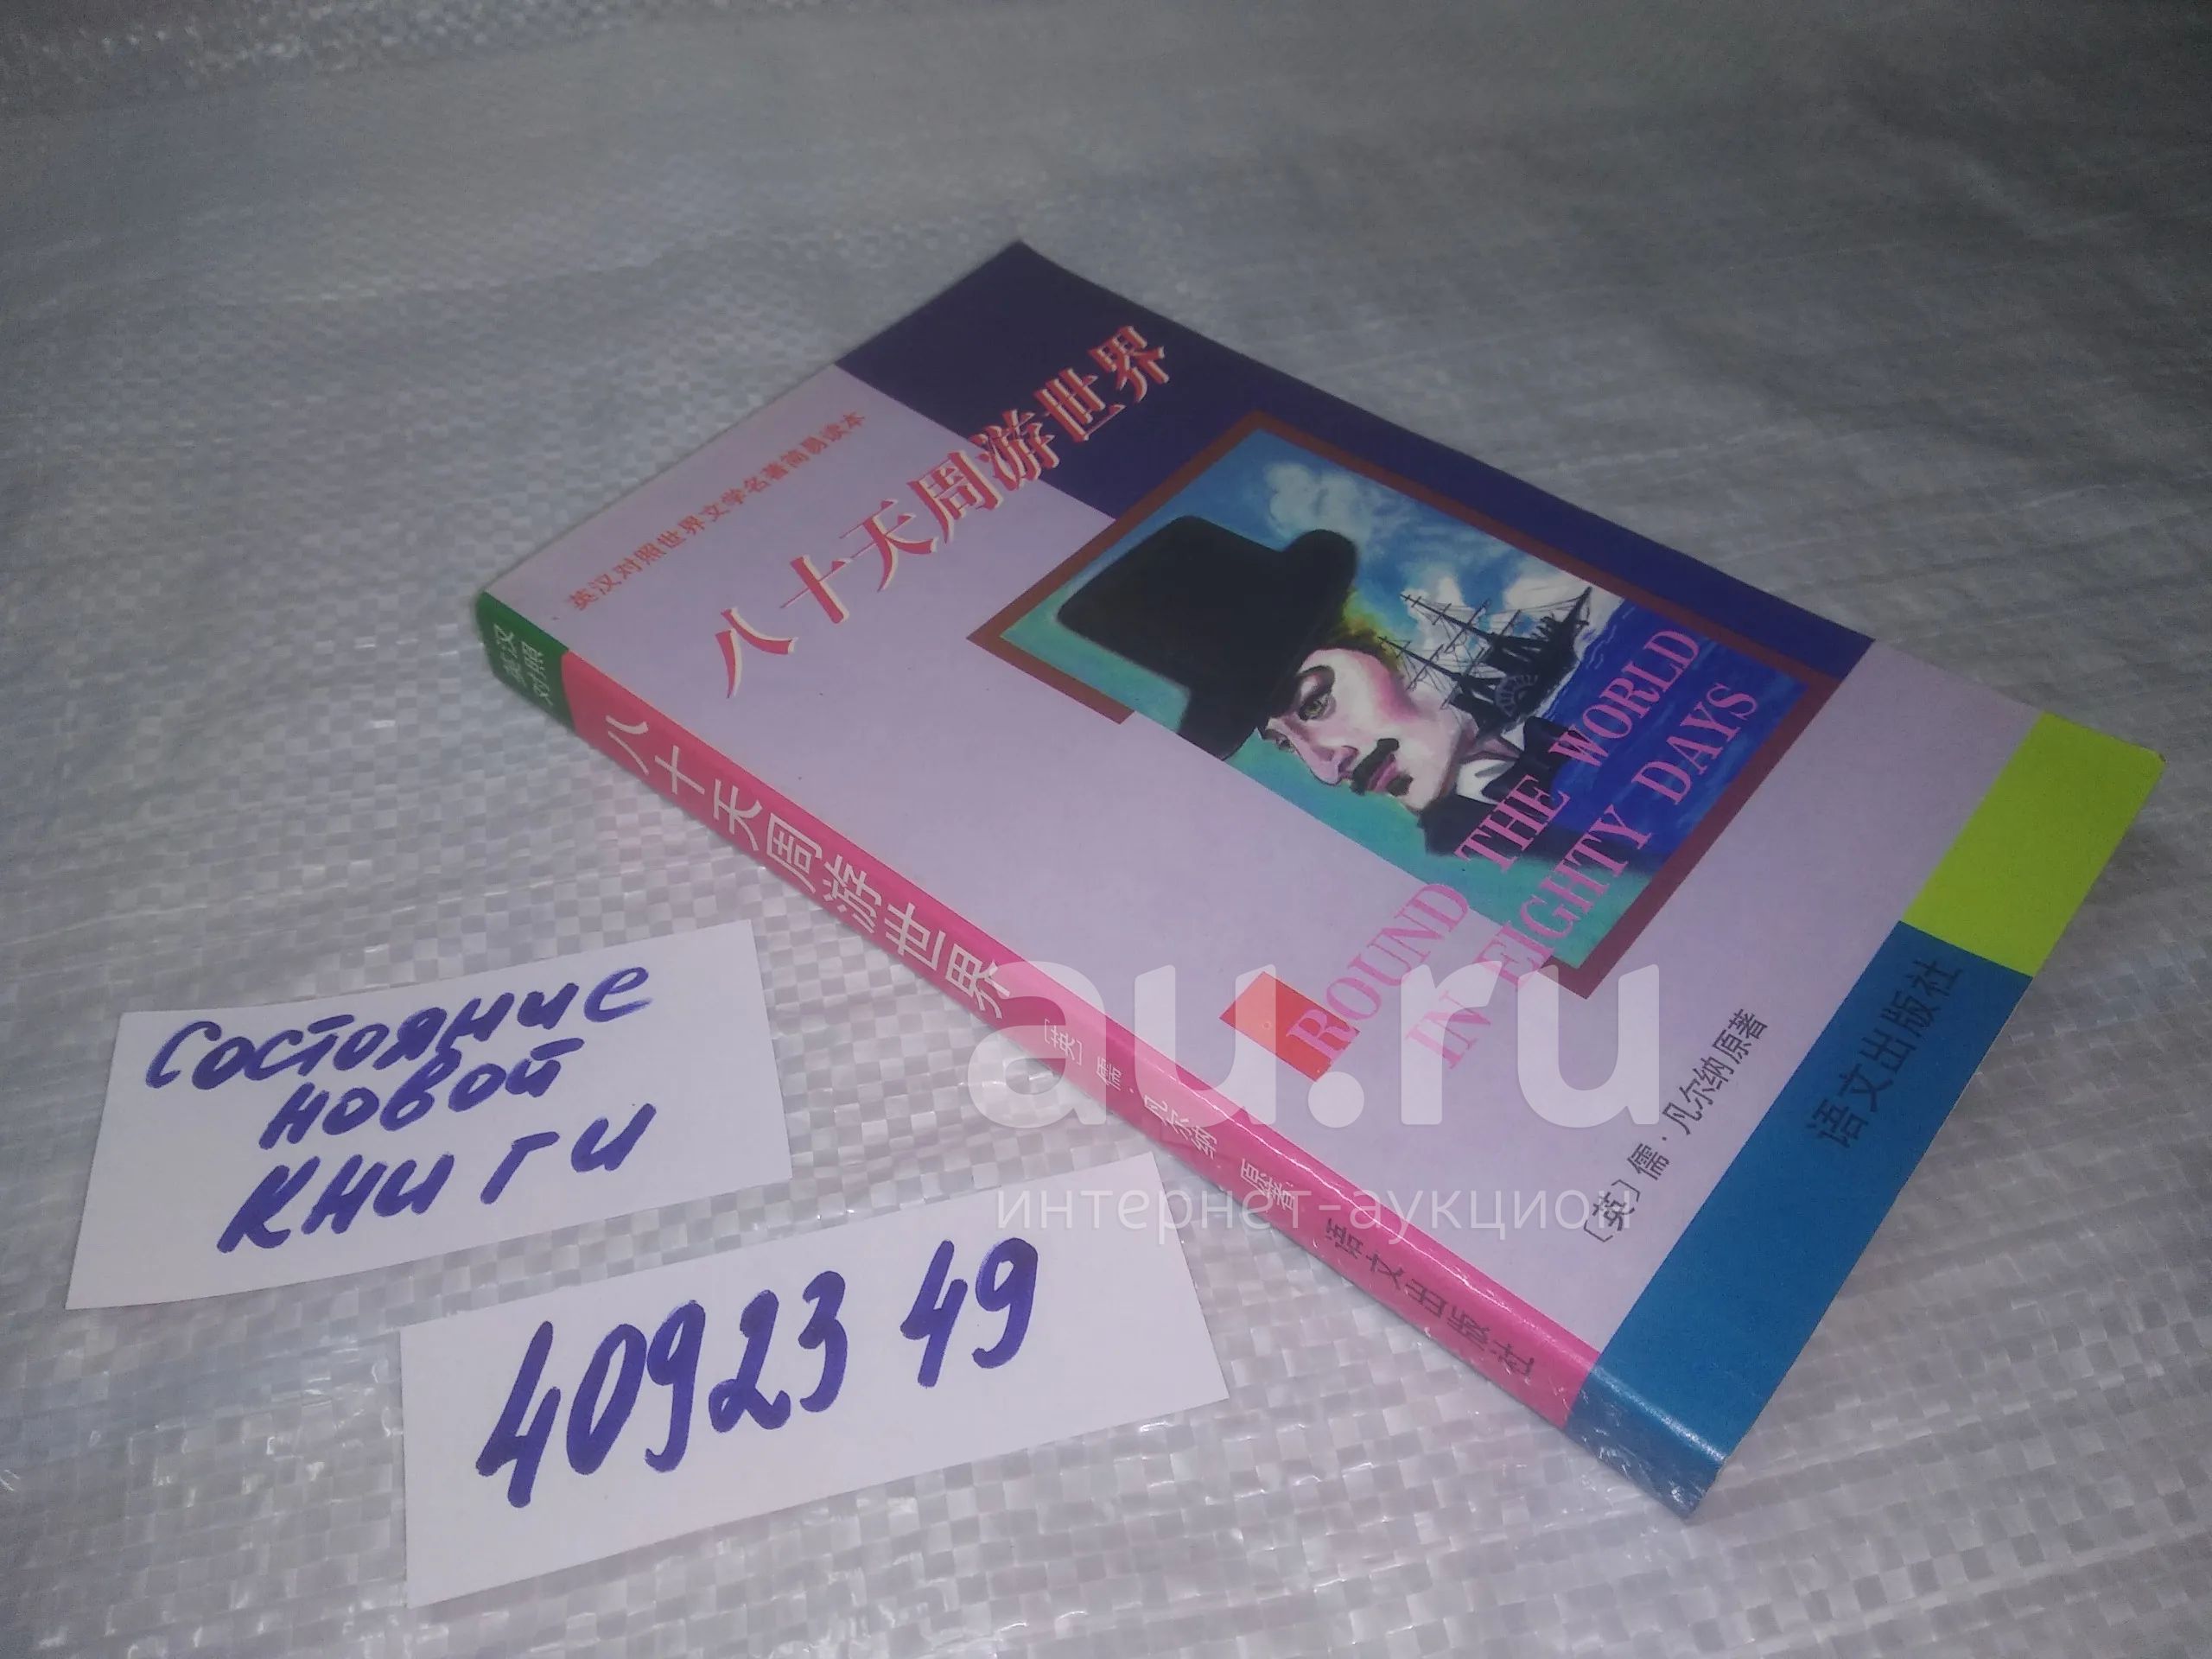 英汉对照世界文学名著简易读本
八十天周游世界
ROUND THE WORLD
IN EIGHTY DAYS
〔英〕儒·凡尔纳原著
语文出版社
英汉
对照
八十天周游世界
〔英〕儒·凡尔纳 原著
语文出版社
Состояние
новой
книги
40923 49
au.ru
интернет-аукцион